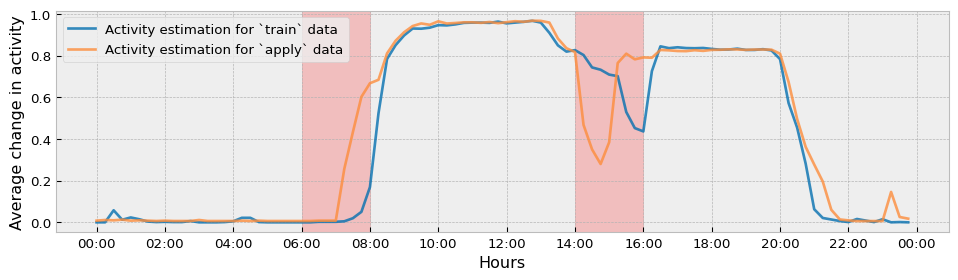 Activity estimation for `train` data
Activity estimation for `apply` data
Average change in activity
1.0
0.8
0.6
0.4
0.2
0.0
00:00 02:00 04:00 06:00 08:00 10:00 12:00 14:00 16:00 18:00 20:00 22:00 00:00
Hours